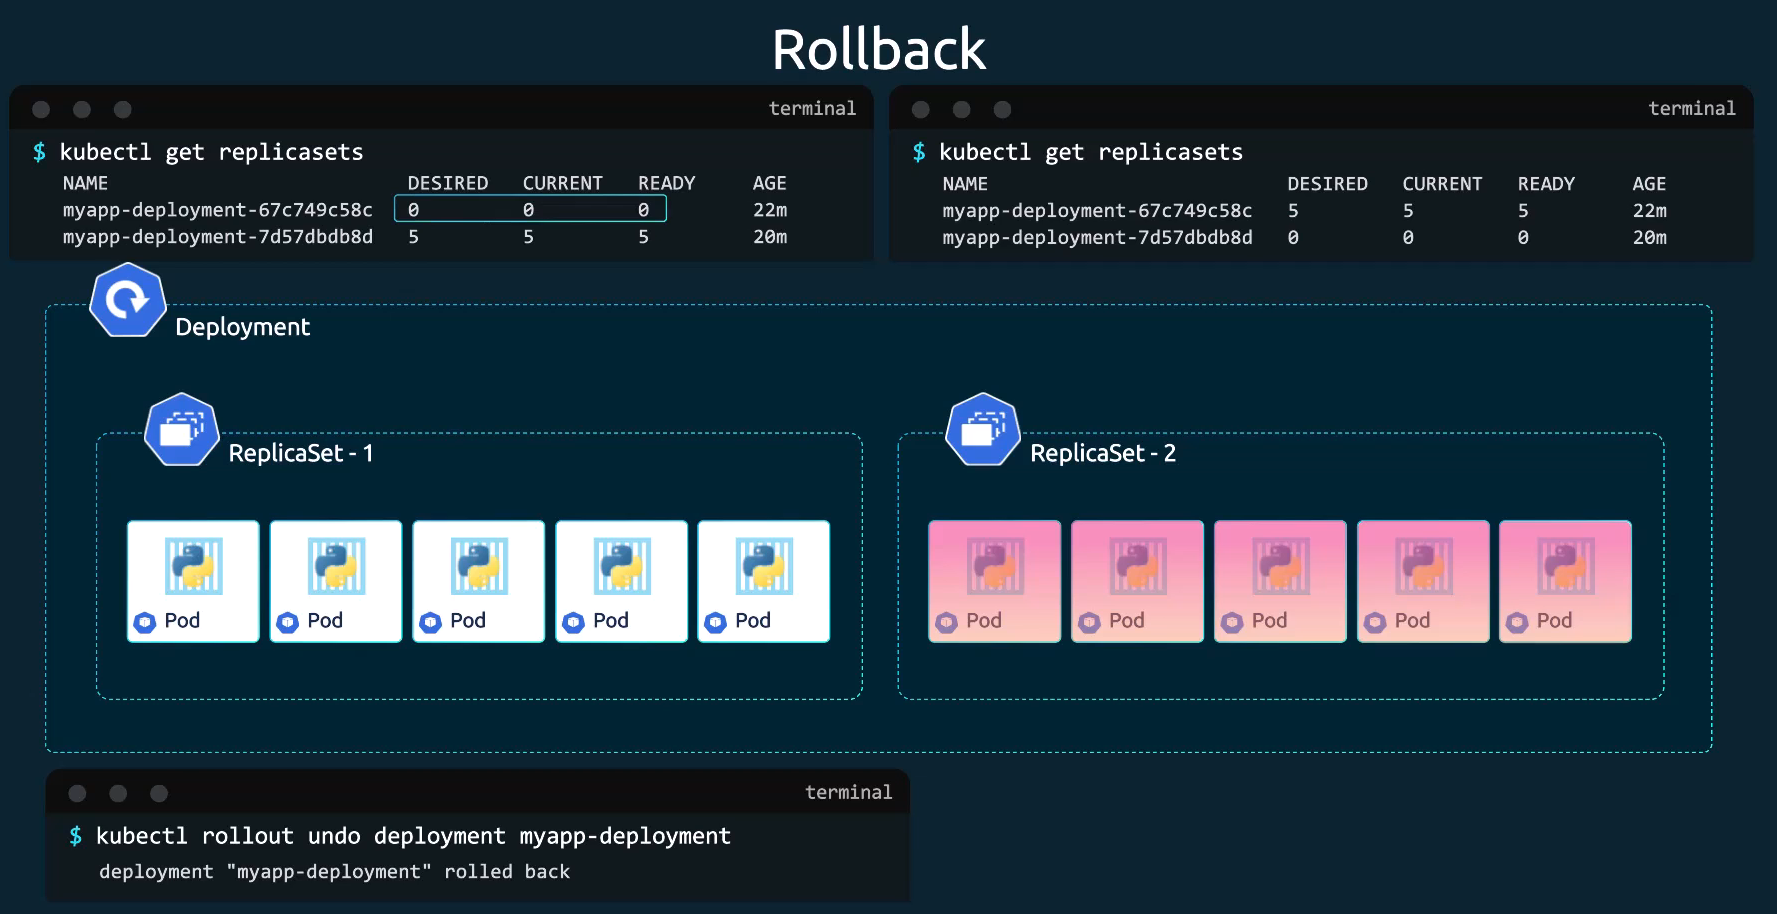 Rollback
terminal
$ kubectl get replicasets
NAME DESIRED CURRENT READY AGE
myapp-deployment-67c749c58c 0 0 0 22m
myapp-deployment-7d57dbdb8d 5 5 5 20m
terminal
$ kubectl get replicasets
NAME DESIRED CURRENT READY AGE
myapp-deployment-67c749c58c 5 5 5 22m
myapp-deployment-7d57dbdb8d 0 0 0 20m
Deployment
ReplicaSet - 1
Pod Pod Pod Pod Pod
ReplicaSet - 2
Pod Pod Pod Pod Pod
terminal
$ kubectl rollout undo deployment myapp-deployment
deployment "myapp-deployment" rolled back